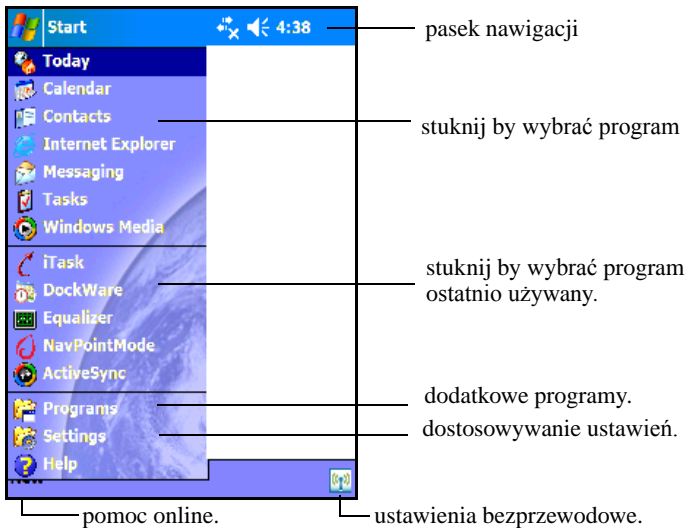 Start 4:38 pasek nawigacji
Today
Calendar
Contacts
stuknij by wybrać program
Internet Explorer
Messaging
Tasks
Windows Media
iTask
stuknij by wybrać program
ostatnio używany.
DockWare
Equalizer
NavPointMode
ActiveSync
Programs
dodatkowe programy.
Settings
dostosowywanie ustawień.
Help
pomoc online.
ustawienia bezprzewodowe.